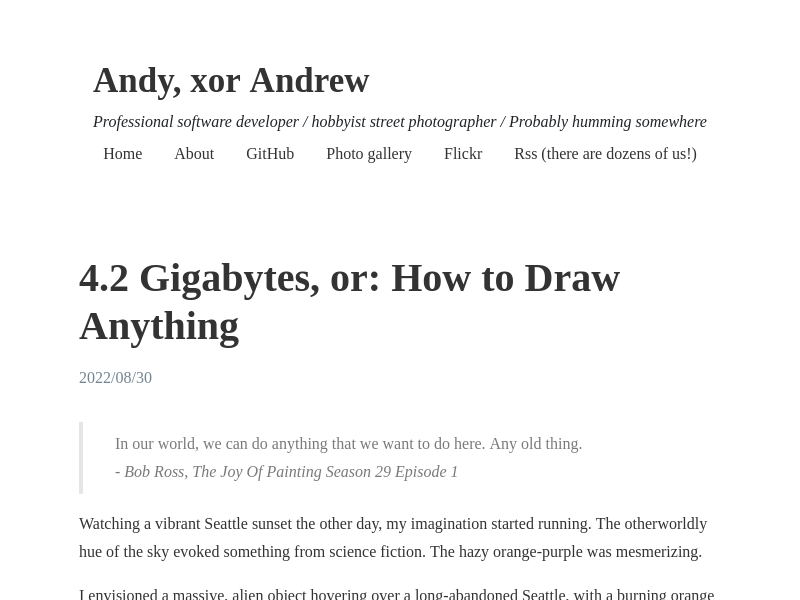 Andy, xor Andrew
Professional software developer / hobbyist street photographer / Probably humming somewhere
Home About GitHub Photo gallery Flickr Rss (there are dozens of us!)
4.2 Gigabytes, or: How to Draw
Anything
2022/08/30
In our world, we can do anything that we want to do here. Any old thing.
- Bob Ross, The Joy Of Painting Season 29 Episode 1
Watching a vibrant Seattle sunset the other day, my imagination started running. The otherworldly
hue of the sky evoked something from science fiction. The hazy orange-purple was mesmerizing.
I envisioned a massive, alien object hovering over a long-abandoned Seattle, with a burning orange